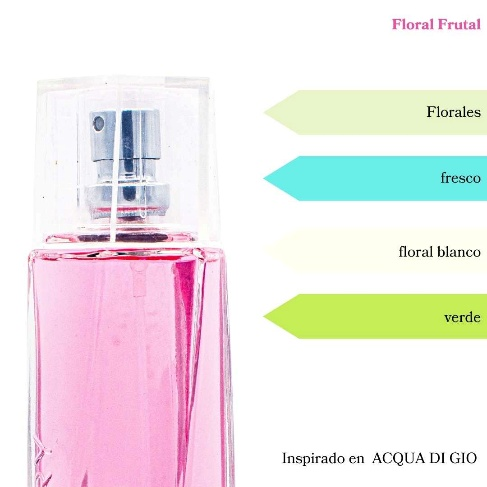 Floral Frutal
Florales
fresco
floral blanco
verde
Inspirado en ACQUA DI GIO